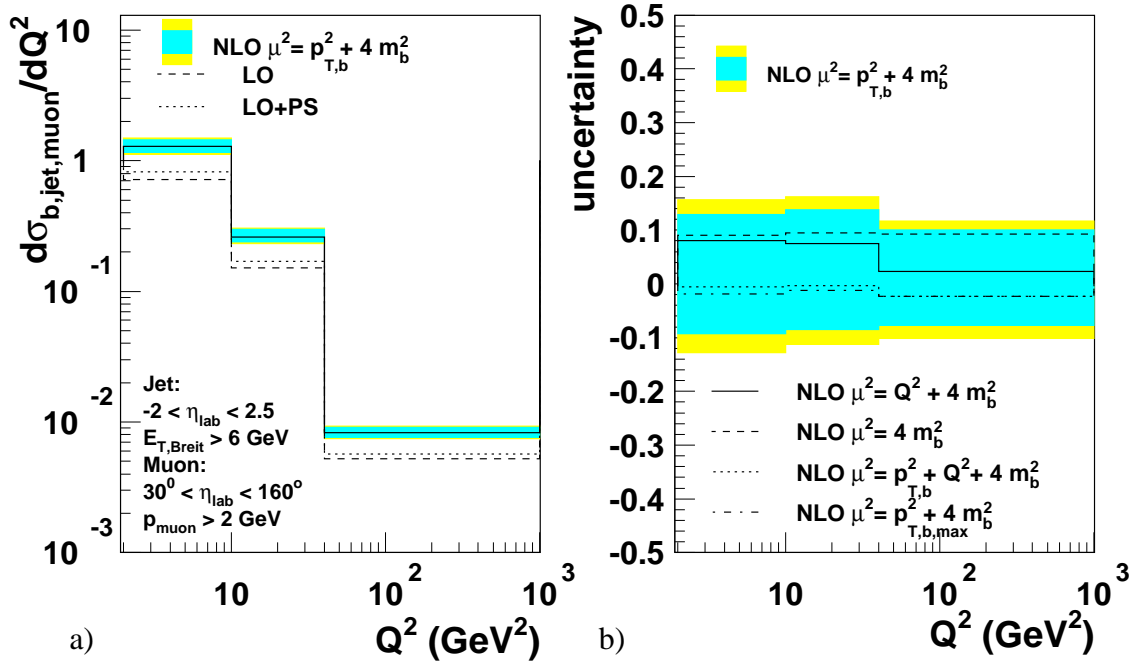 dσb,jet,muon/dQ²
10
1
10⁻¹
10⁻²
10⁻³
NLO μ²= p²T,b + 4 m²b
LO
LO+PS
Jet:
-2 < ηlab < 2.5
ET,Breit > 6 GeV
Muon:
30⁰ < ηlab < 160ᵒ
pmuon > 2 GeV
10 10² 10³
a) Q² (GeV²)
uncertainty
0.5
0.4
0.3
0.2
0.1
0
-0.1
-0.2
-0.3
-0.4
-0.5
NLO μ²= p²T,b + 4 m²b
NLO μ²= Q² + 4 m²b
NLO μ²= 4 m²b
NLO μ²= p²T,b + Q² + 4 m²b
NLO μ²= p²T,b,max + 4 m²b
10 10² 10³
b) Q² (GeV²)